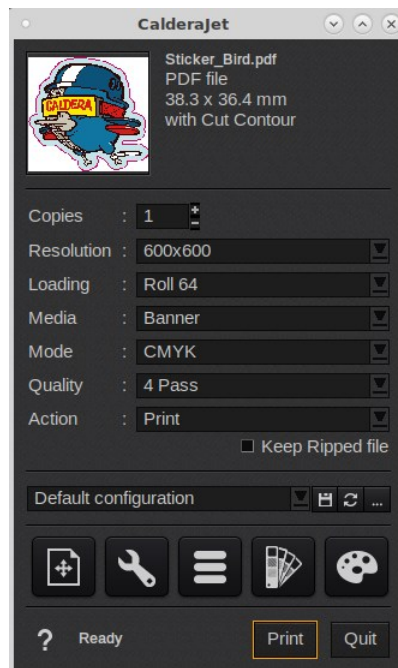 CalderaJet
Sticker_Bird.pdf
PDF file
38.3 x 36.4 mm
with Cut Contour
CALDERA
Copies : 1
Resolution : 600x600
Loading : Roll 64
Media : Banner
Mode : CMYK
Quality : 4 Pass
Action : Print
Keep Ripped file
Default configuration ...
? Ready Print Quit